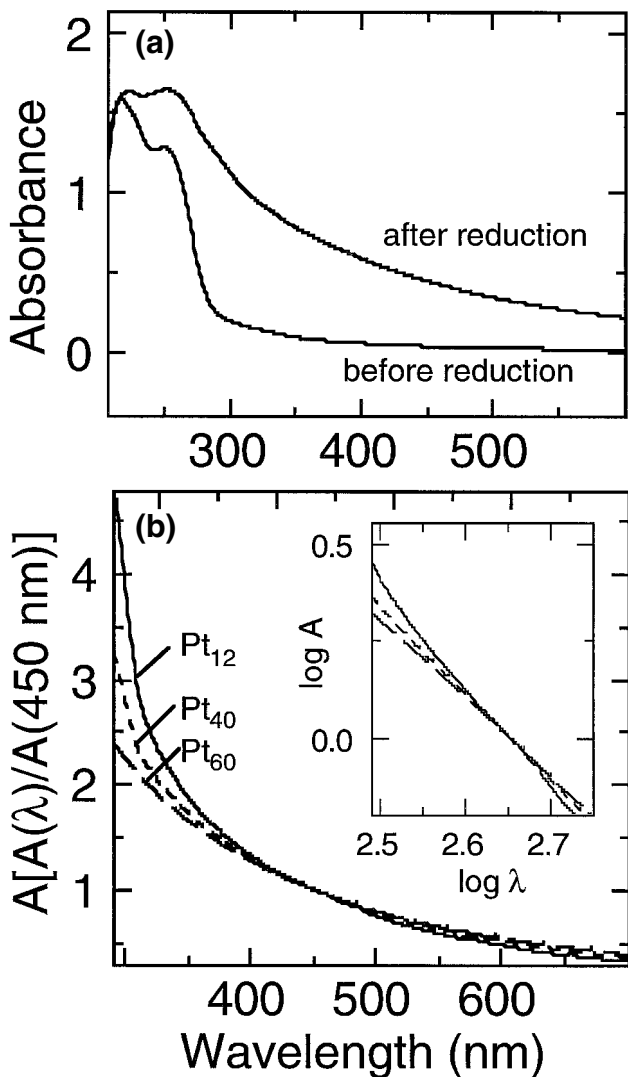 (a)
2
1
0
Absorbance
after reduction
before reduction
300
400
500
(b)
4
3
2
1
A[A(λ)/A(450 nm)]
Pt12
Pt40
Pt60
0.5
0.0
log A
2.5
2.6
2.7
log λ
400
500
600
Wavelength (nm)